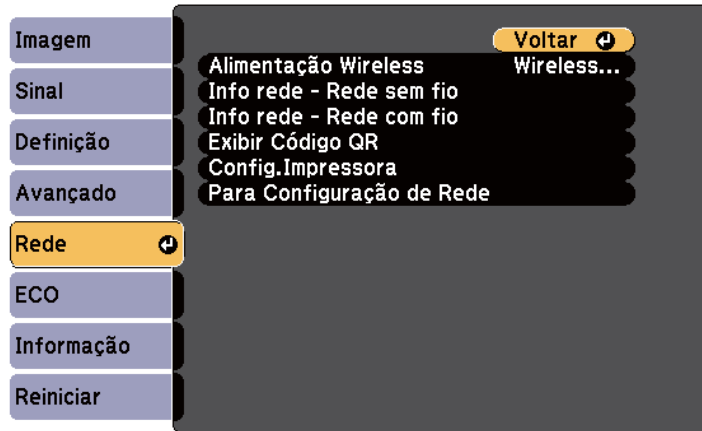 Imagem
Sinal
Definição
Avançado
Rede
ECO
Informação
Reiniciar
Voltar
Alimentação Wireless Wireless...
Info rede - Rede sem fio
Info rede - Rede com fio
Exibir Código QR
Config.Impressora
Para Configuração de Rede